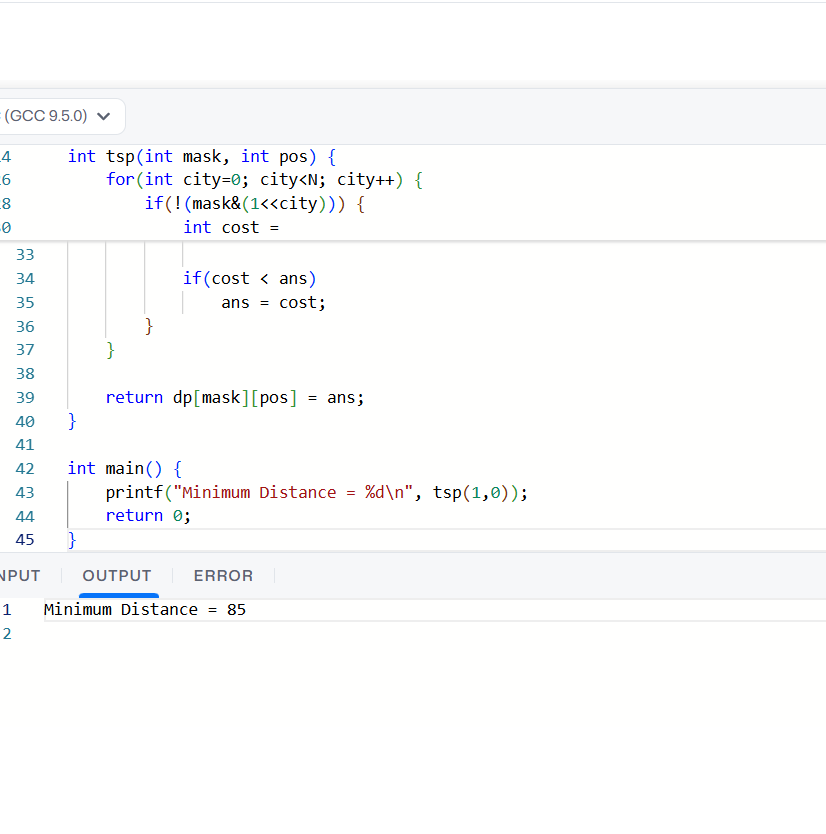 (GCC 9.5.0)
4 int tsp(int mask, int pos) {
6 for(int city=0; city<N; city++) {
8 if(!(mask&(1<<city))) {
0 int cost =
33
34 if(cost < ans)
35 ans = cost;
36 }
37 }
38
39 return dp[mask][pos] = ans;
40 }
41
42 int main() {
43 printf("Minimum Distance = %d\n", tsp(1,0));
44 return 0;
45 }
NPUT OUTPUT ERROR
1 Minimum Distance = 85
2